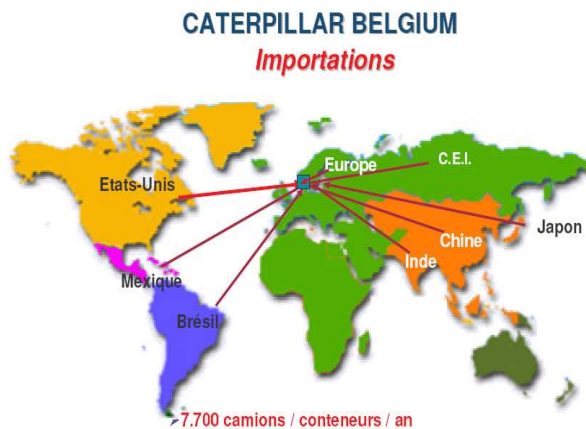 CATERPILLAR BELGIUM
Importations
Europe
C.E.I.
Etats-Unis
Japon
Chine
Inde
Mexique
Brésil
7.700 camions / conteneurs / an